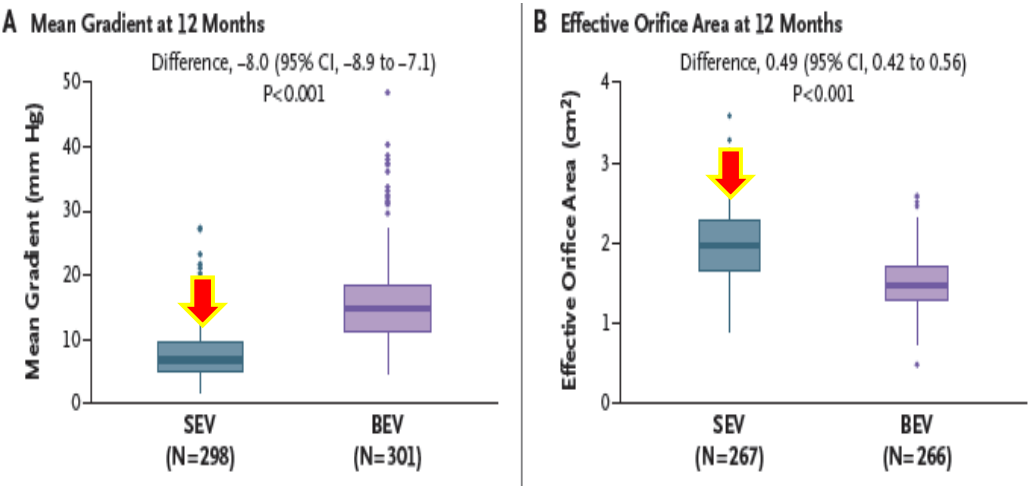 A Mean Gradient at 12 Months
Difference, –8.0 (95% CI, –8.9 to –7.1)
P<0.001
Mean Gradient (mm Hg)
50
40
30
20
10
0
SEV
(N=298)
BEV
(N=301)
B Effective Orifice Area at 12 Months
Difference, 0.49 (95% CI, 0.42 to 0.56)
P<0.001
Effective Orifice Area (cm²)
4
3
2
1
0
SEV
(N=267)
BEV
(N=266)